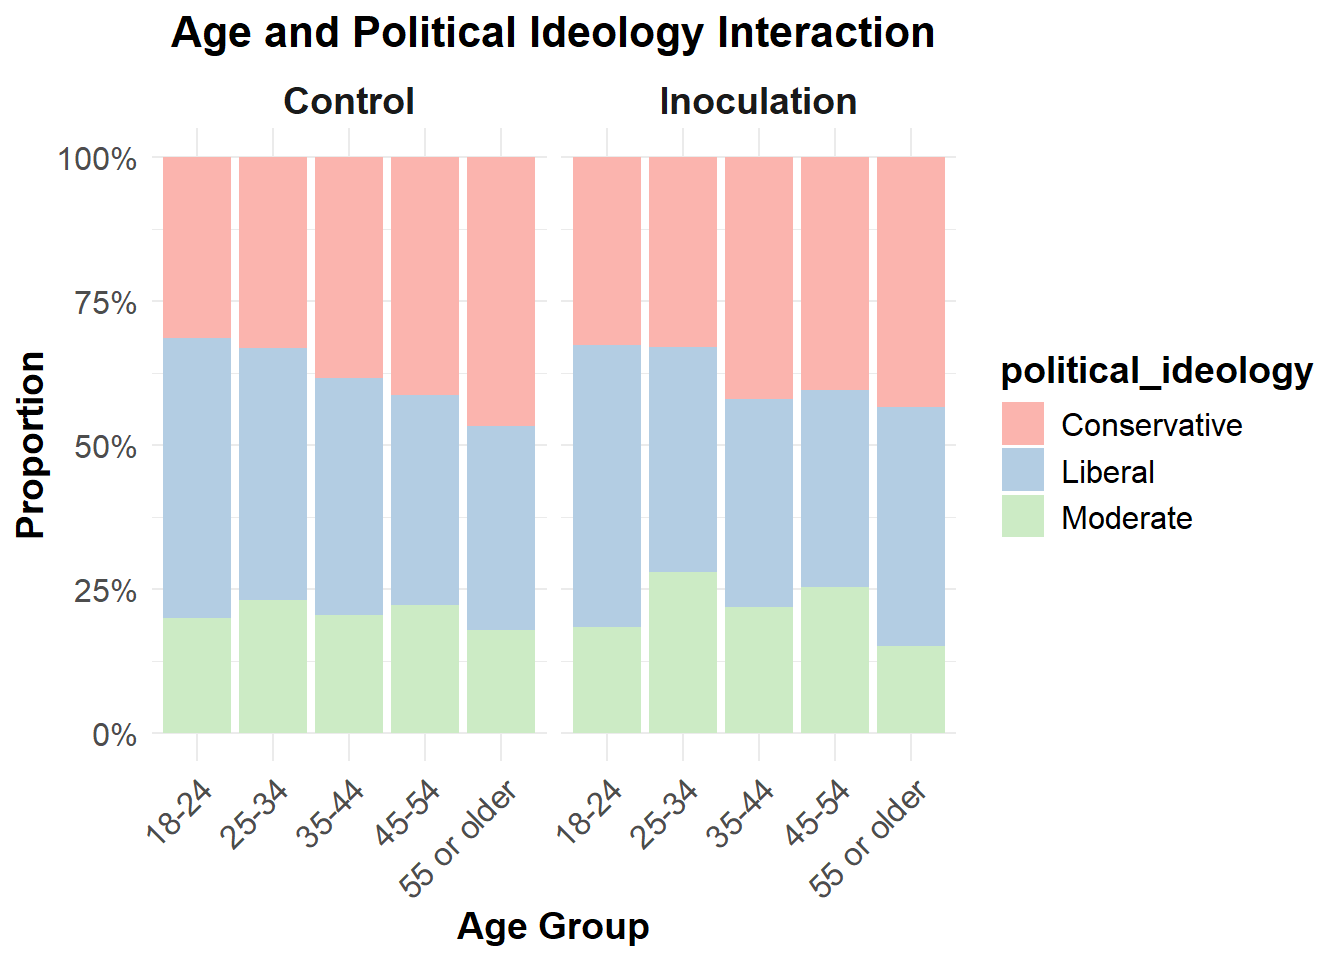 Age and Political Ideology Interaction
Control
Inoculation
100%
75%
50%
25%
0%
Proportion
18-24
25-34
35-44
45-54
55 or older
18-24
25-34
35-44
45-54
55 or older
Age Group
political_ideology
Conservative
Liberal
Moderate